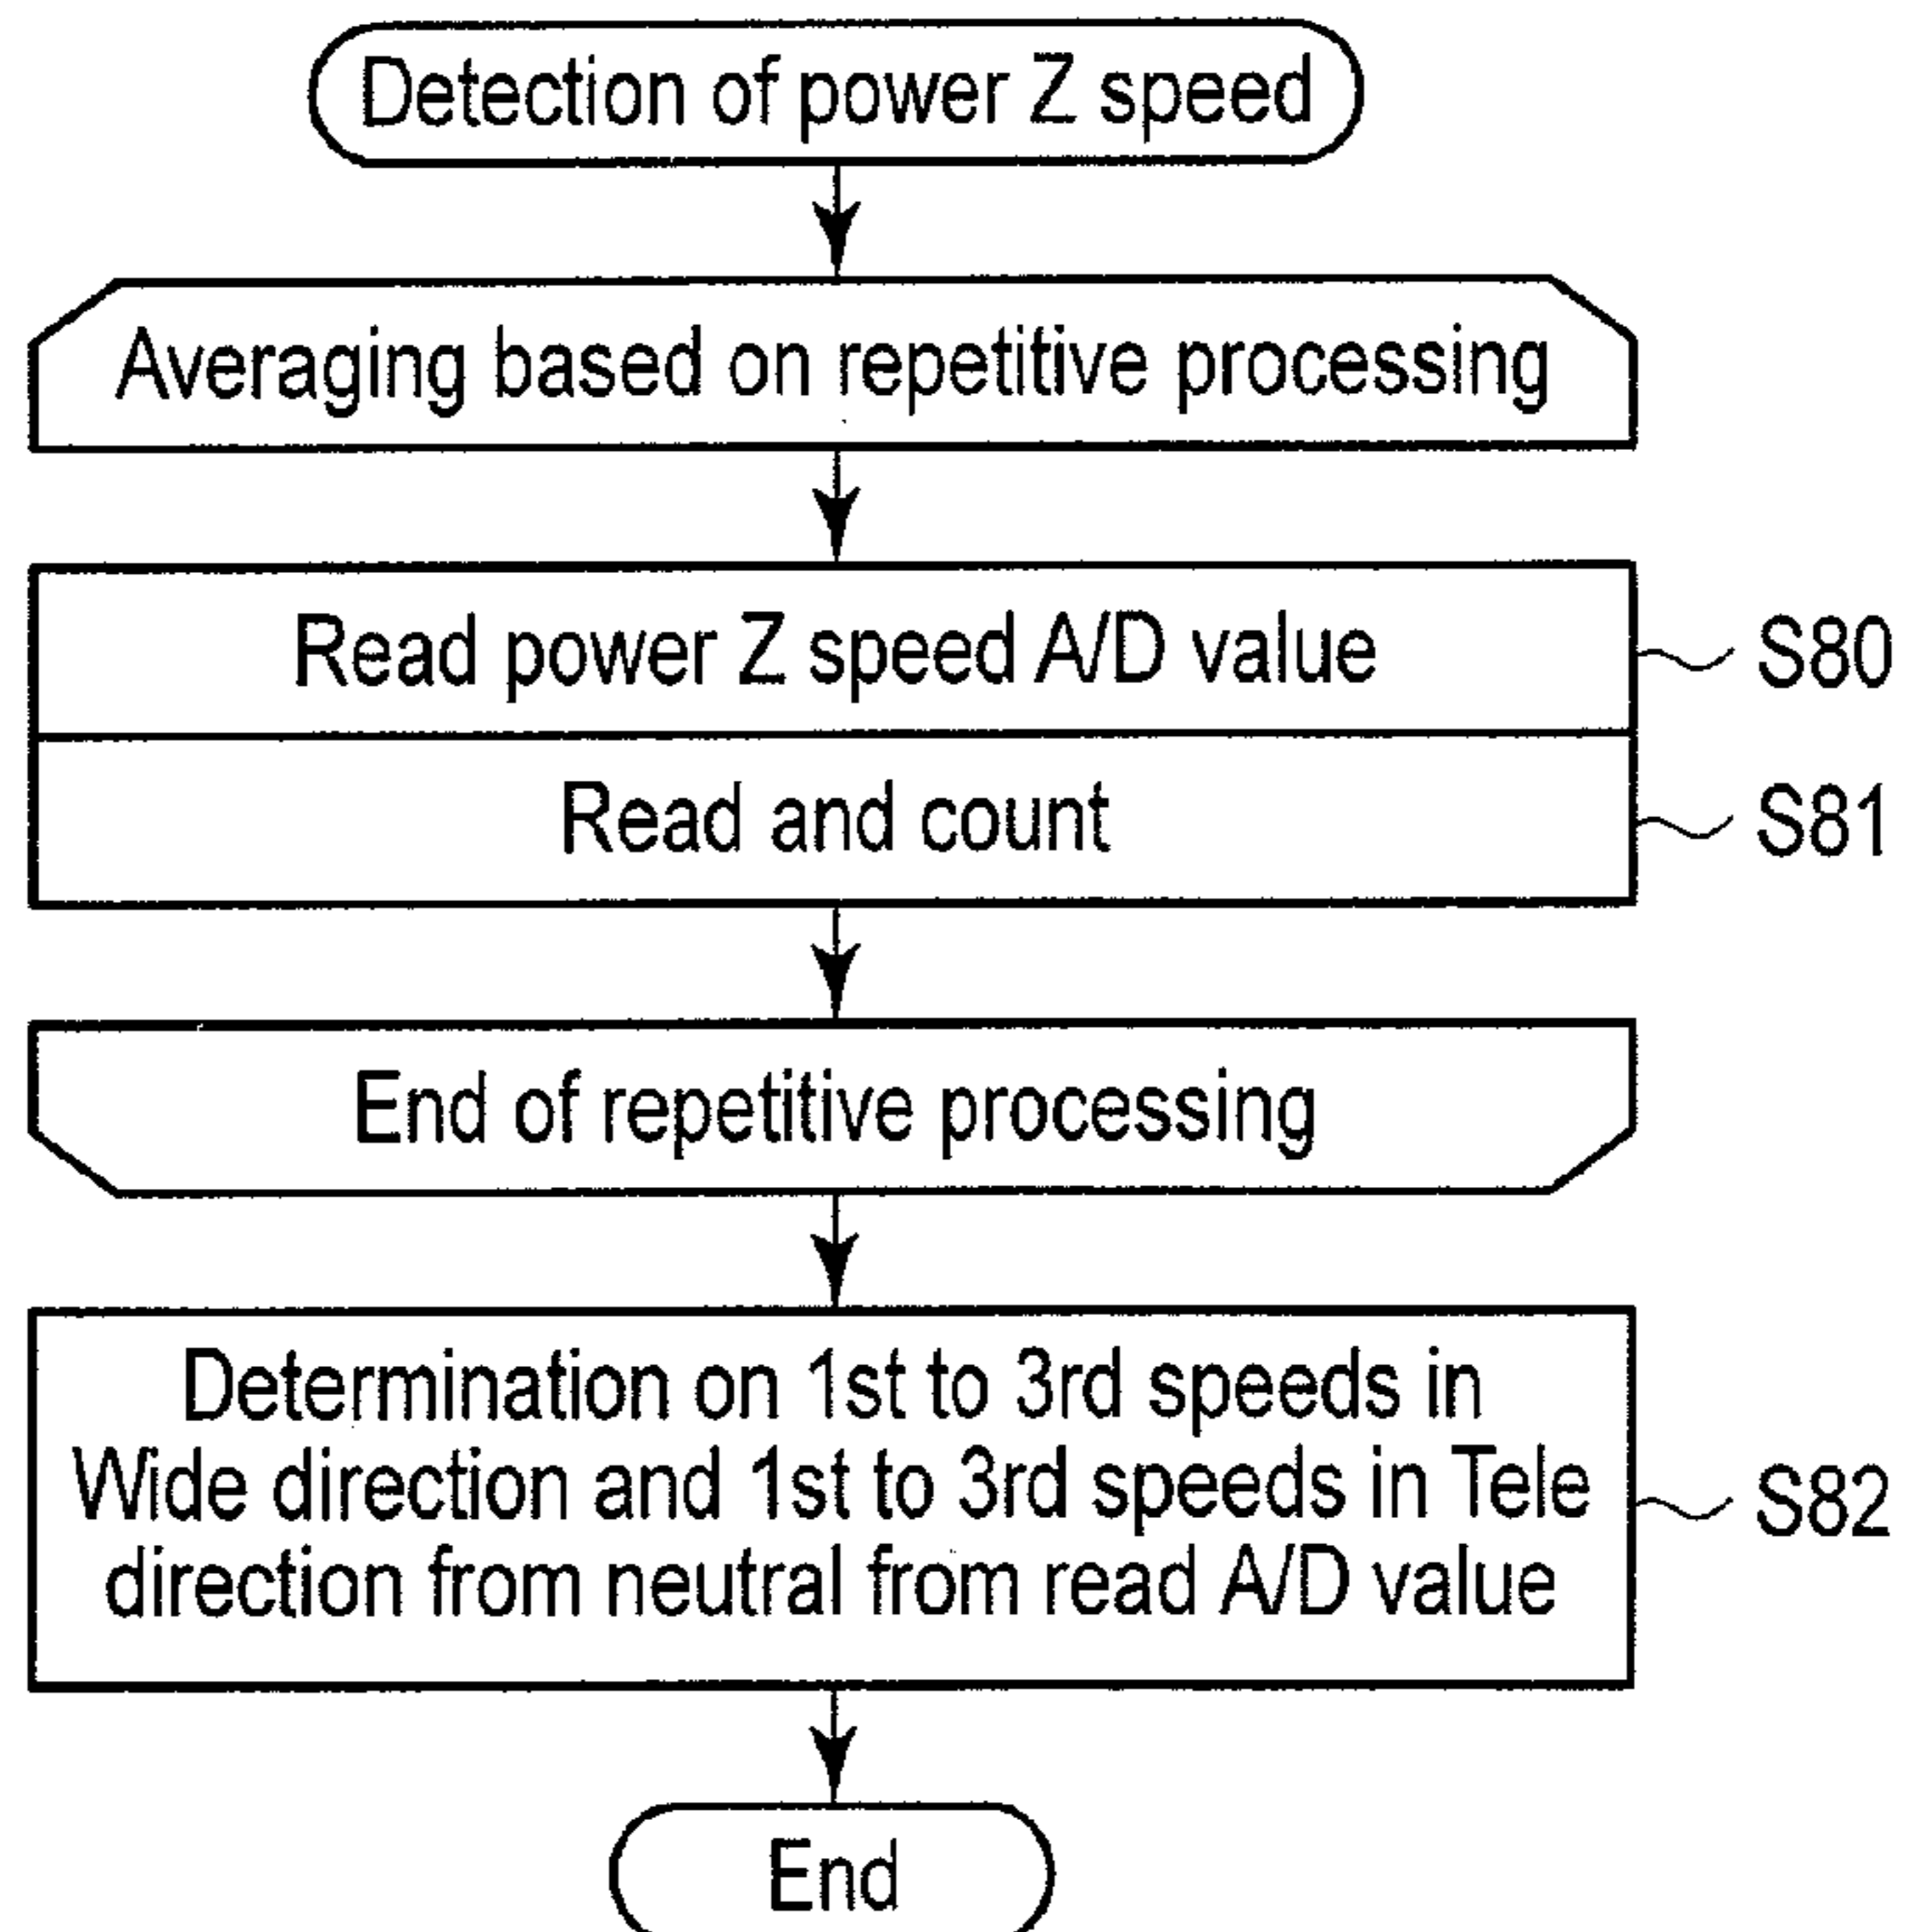 Detection of power Z speed
Averaging based on repetitive processing
Read power Z speed A/D value
S80
Read and count
S81
End of repetitive processing
Determination on 1st to 3rd speeds in
Wide direction and 1st to 3rd speeds in Tele
direction from neutral from read A/D value
S82
End